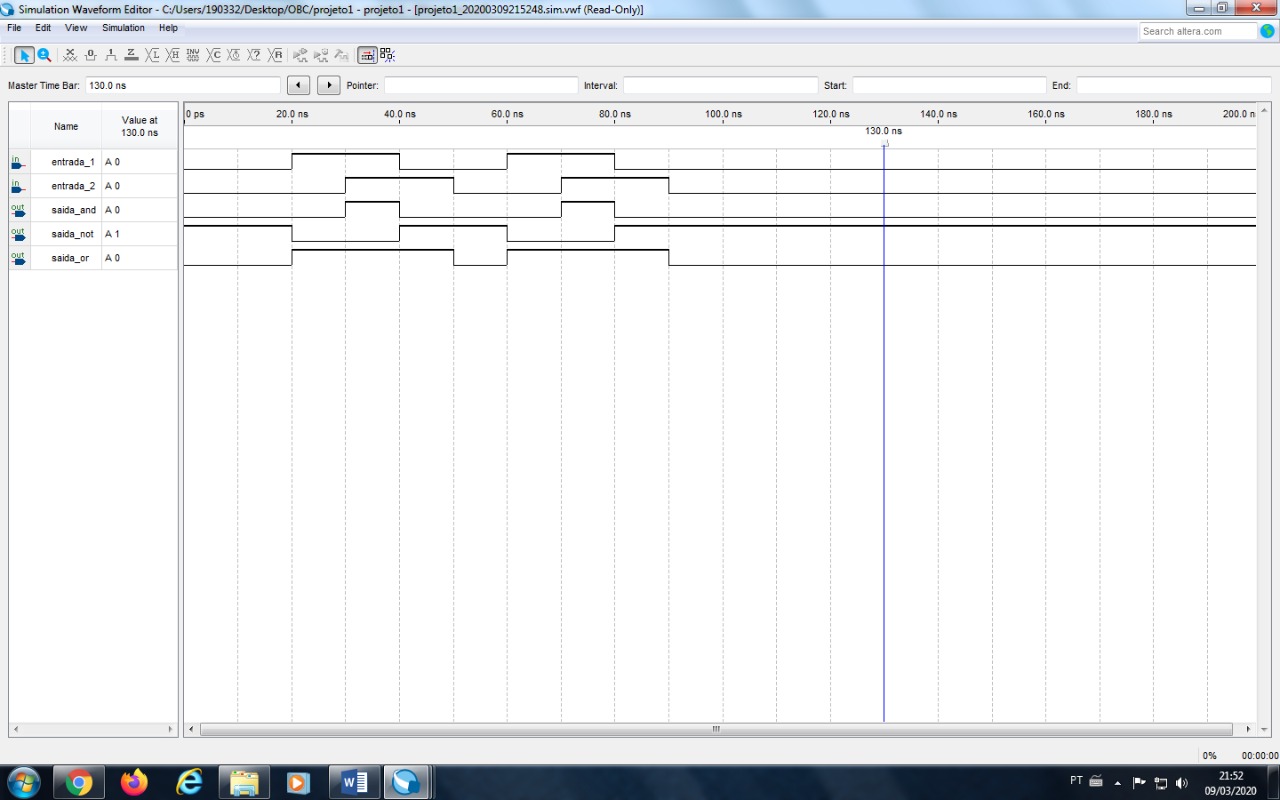 Simulation Waveform Editor - C:/Users/190332/Desktop/OBC/projeto1 - projeto1 - [projeto1_20200309215248.sim.vwf (Read-Only)]
File Edit View Simulation Help
Search altera.com
Master Time Bar: 130.0 ns Pointer: Interval: Start: End:
Name Value at 130.0 ns
0 ps 20.0 ns 40.0 ns 60.0 ns 80.0 ns 100.0 ns 120.0 ns 140.0 ns 160.0 ns 180.0 ns 200.0 n
130.0 ns
in entrada_1 A 0
in entrada_2 A 0
out saida_and A 0
out saida_not A 1
out saida_or A 0
0% 00:00:00
PT 21:52
09/03/2020